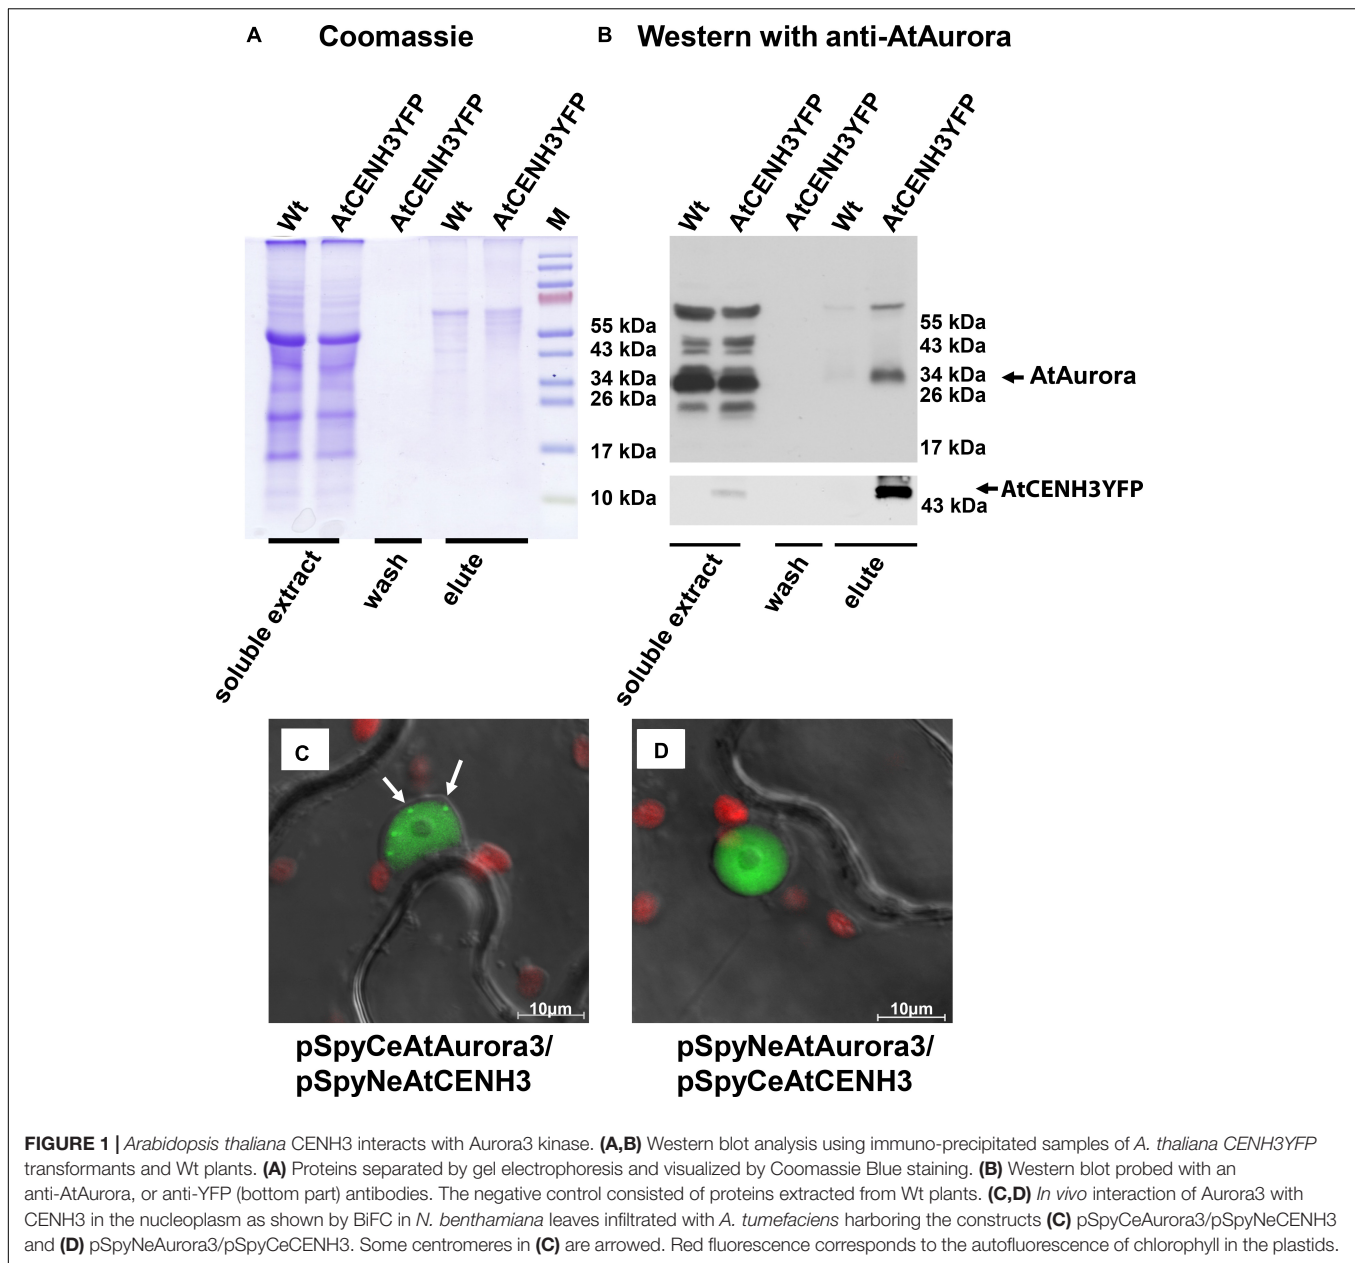 A Coomassie
B Western with anti-AtAurora
Wt
AtCENH3YFP
AtCENH3YFP
Wt
AtCENH3YFP
M
Wt
AtCENH3YFP
AtCENH3YFP
Wt
AtCENH3YFP
55 kDa
43 kDa
34 kDa
26 kDa
17 kDa
10 kDa
55 kDa
43 kDa
34 kDa
26 kDa
17 kDa
AtAurora
AtCENH3YFP
43 kDa
soluble extract
wash
elute
soluble extract
wash
elute
C
10µm
D
10µm
pSpyCeAtAurora3/
pSpyNeAtCENH3
pSpyNeAtAurora3/
pSpyCeAtCENH3
FIGURE 1 | Arabidopsis thaliana CENH3 interacts with Aurora3 kinase. (A,B) Western blot analysis using immuno-precipitated samples of A. thaliana CENH3YFP
transformants and Wt plants. (A) Proteins separated by gel electrophoresis and visualized by Coomassie Blue staining. (B) Western blot probed with an
anti-AtAurora, or anti-YFP (bottom part) antibodies. The negative control consisted of proteins extracted from Wt plants. (C,D) In vivo interaction of Aurora3 with
CENH3 in the nucleoplasm as shown by BiFC in N. benthamiana leaves infiltrated with A. tumefaciens harboring the constructs (C) pSpyCeAurora3/pSpyNeCENH3
and (D) pSpyNeAurora3/pSpyCeCENH3. Some centromeres in (C) are arrowed. Red fluorescence corresponds to the autofluorescence of chlorophyll in the plastids.